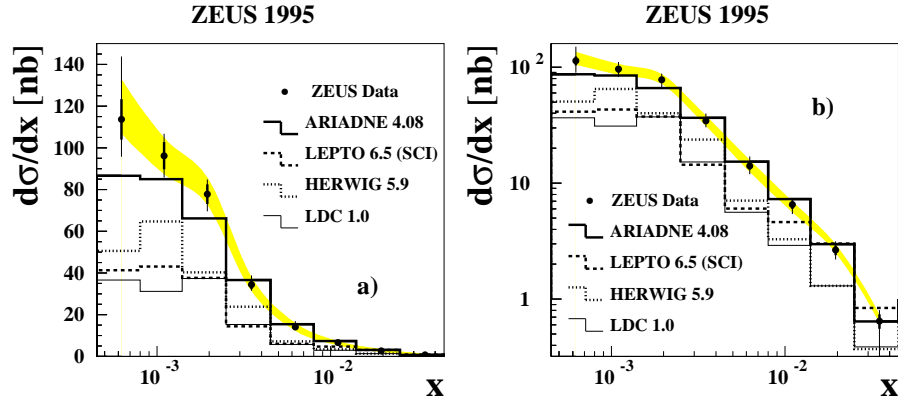 ZEUS 1995
dσ/dx [nb]
140
120
100
80
60
40
20
0
ZEUS Data
ARIADNE 4.08
LEPTO 6.5 (SCI)
HERWIG 5.9
LDC 1.0
a)
10⁻³
10⁻²
x
ZEUS 1995
dσ/dx [nb]
10²
10
1
b)
ZEUS Data
ARIADNE 4.08
LEPTO 6.5 (SCI)
HERWIG 5.9
LDC 1.0
10⁻³
10⁻²
x